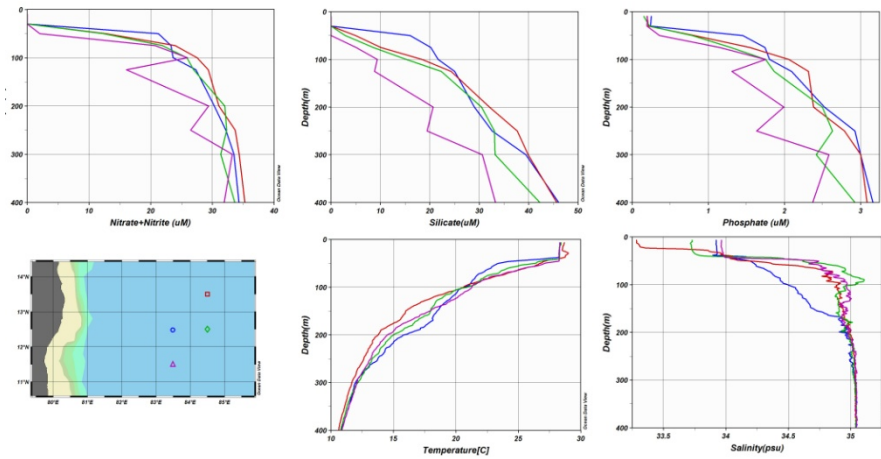 0
100
200
300
400
0 10 20 30 40
Nitrate+Nitrite (uM)
Ocean Data View
Depth(m)
0
100
200
300
400
0 10 20 30 40 50
Silicate(uM)
Ocean Data View
Depth(m)
0
100
200
300
400
0 1 2 3
Phosphate (uM)
Ocean Data View
14°N
13°N
12°N
11°N
80°E 81°E 82°E 83°E 84°E 85°E
Ocean Data View
Depth(m)
0
100
200
300
400
10 15 20 25 30
Temperature[C]
Ocean Data View
Depth(m)
0
100
200
300
400
33.5 34 34.5 35
Salinity(psu)
Ocean Data View